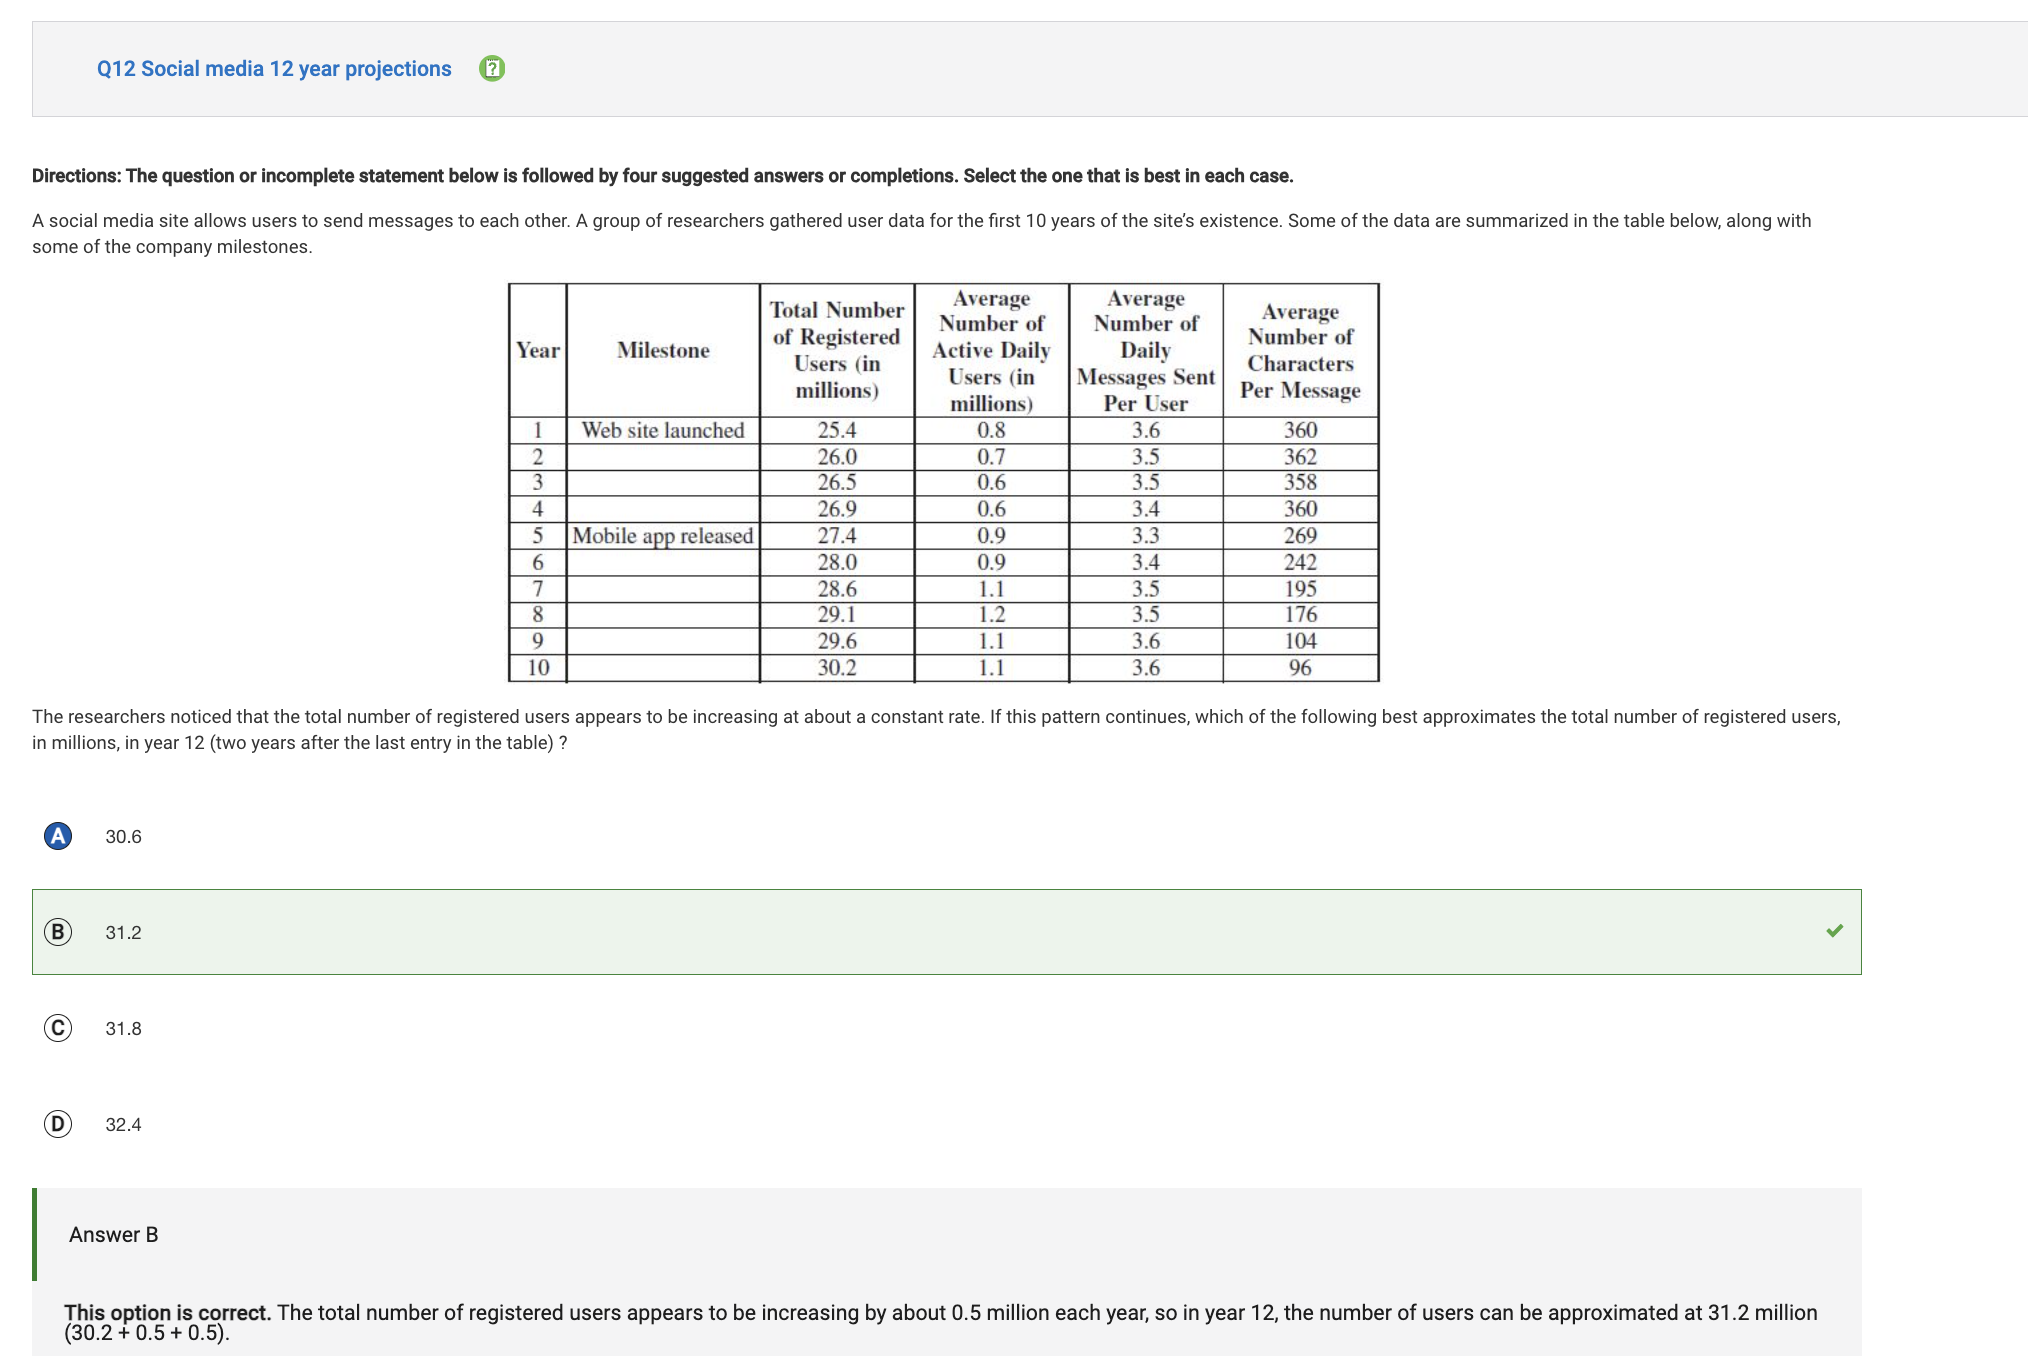 Q12 Social media 12 year projections
Directions: The question or incomplete statement below is followed by four suggested answers or completions. Select the one that is best in each case.
A social media site allows users to send messages to each other. A group of researchers gathered user data for the first 10 years of the site's existence. Some of the data are summarized in the table below, along with
some of the company milestones.
Year Milestone Total Number of Registered Users (in millions) Average Number of Active Daily Users (in millions) Average Number of Daily Messages Sent Per User Average Number of Characters Per Message
1 Web site launched 25.4 0.8 3.6 360
2 26.0 0.7 3.5 362
3 26.5 0.6 3.5 358
4 26.9 0.6 3.4 360
5 Mobile app released 27.4 0.9 3.3 269
6 28.0 0.9 3.4 242
7 28.6 1.1 3.5 195
8 29.1 1.2 3.5 176
9 29.6 1.1 3.6 104
10 30.2 1.1 3.6 96
The researchers noticed that the total number of registered users appears to be increasing at about a constant rate. If this pattern continues, which of the following best approximates the total number of registered users,
in millions, in year 12 (two years after the last entry in the table) ?
A 30.6
B 31.2
C 31.8
D 32.4
Answer B
This option is correct. The total number of registered users appears to be increasing by about 0.5 million each year, so in year 12, the number of users can be approximated at 31.2 million
(30.2 + 0.5 + 0.5).